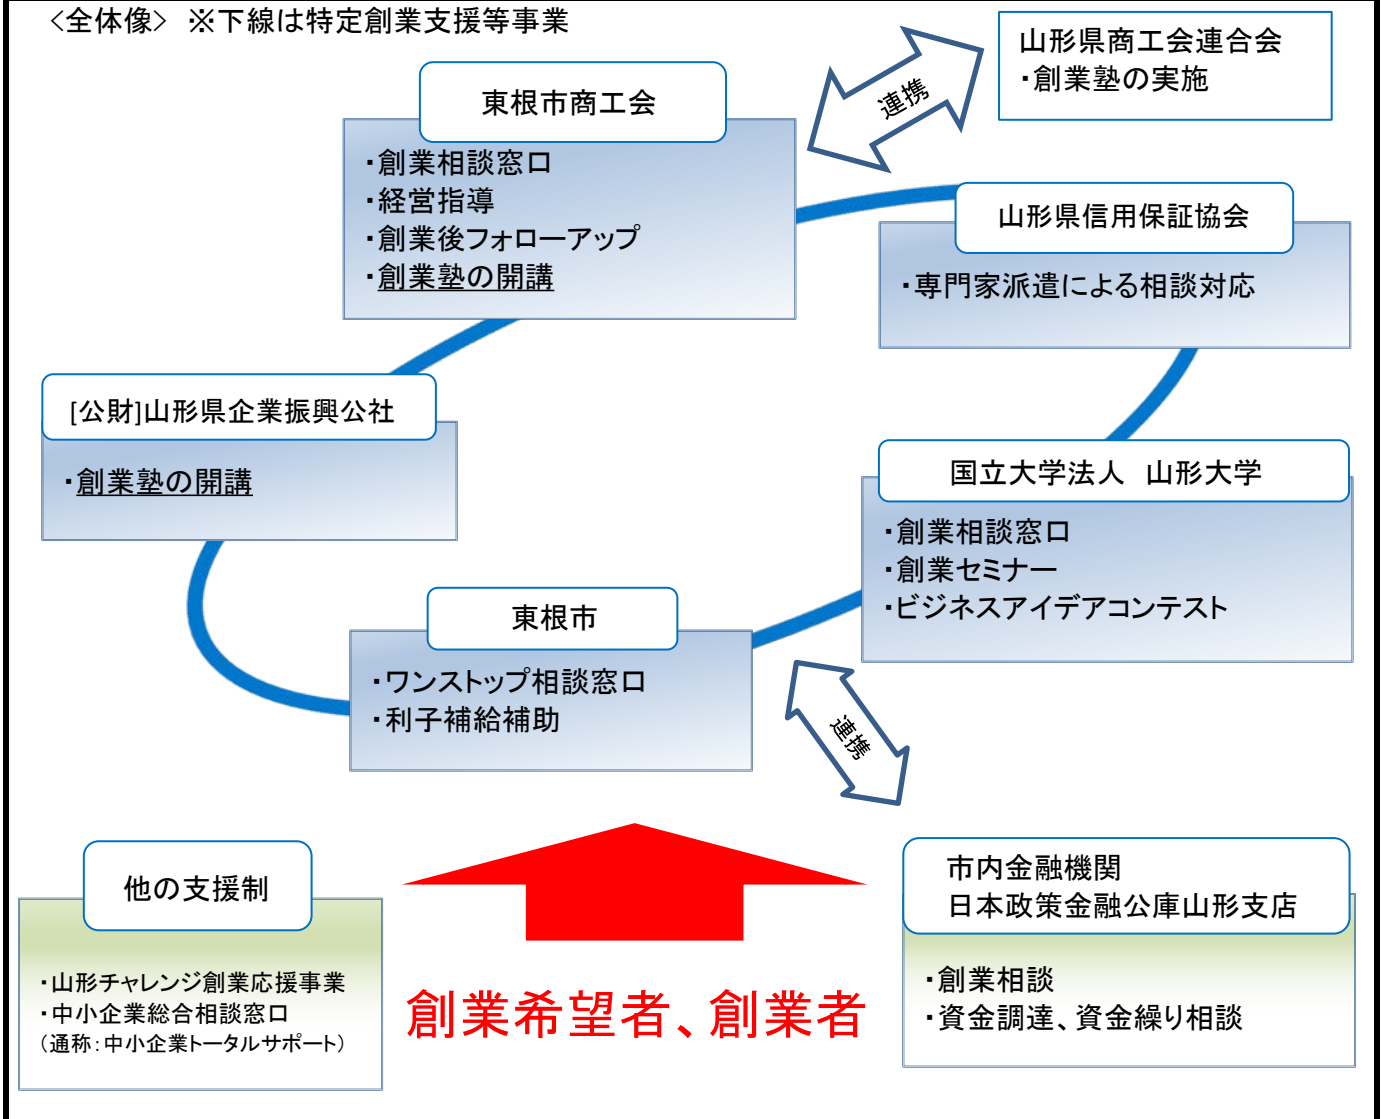 ＜全体像＞ ※下線は特定創業支援等事業
山形県商工会連合会
・創業塾の実施
連携
東根市商工会
・創業相談窓口
・経営指導
・創業後フォローアップ
・創業塾の開講
山形県信用保証協会
・専門家派遣による相談対応
[公財]山形県企業振興公社
・創業塾の開講
国立大学法人 山形大学
・創業相談窓口
・創業セミナー
・ビジネスアイデアコンテスト
東根市
・ワンストップ相談窓口
・利子補給補助
連携
他の支援制
・山形チャレンジ創業応援事業
・中小企業総合相談窓口
（通称：中小企業トータルサポート）
創業希望者、創業者
市内金融機関
日本政策金融公庫山形支店
・創業相談
・資金調達、資金繰り相談